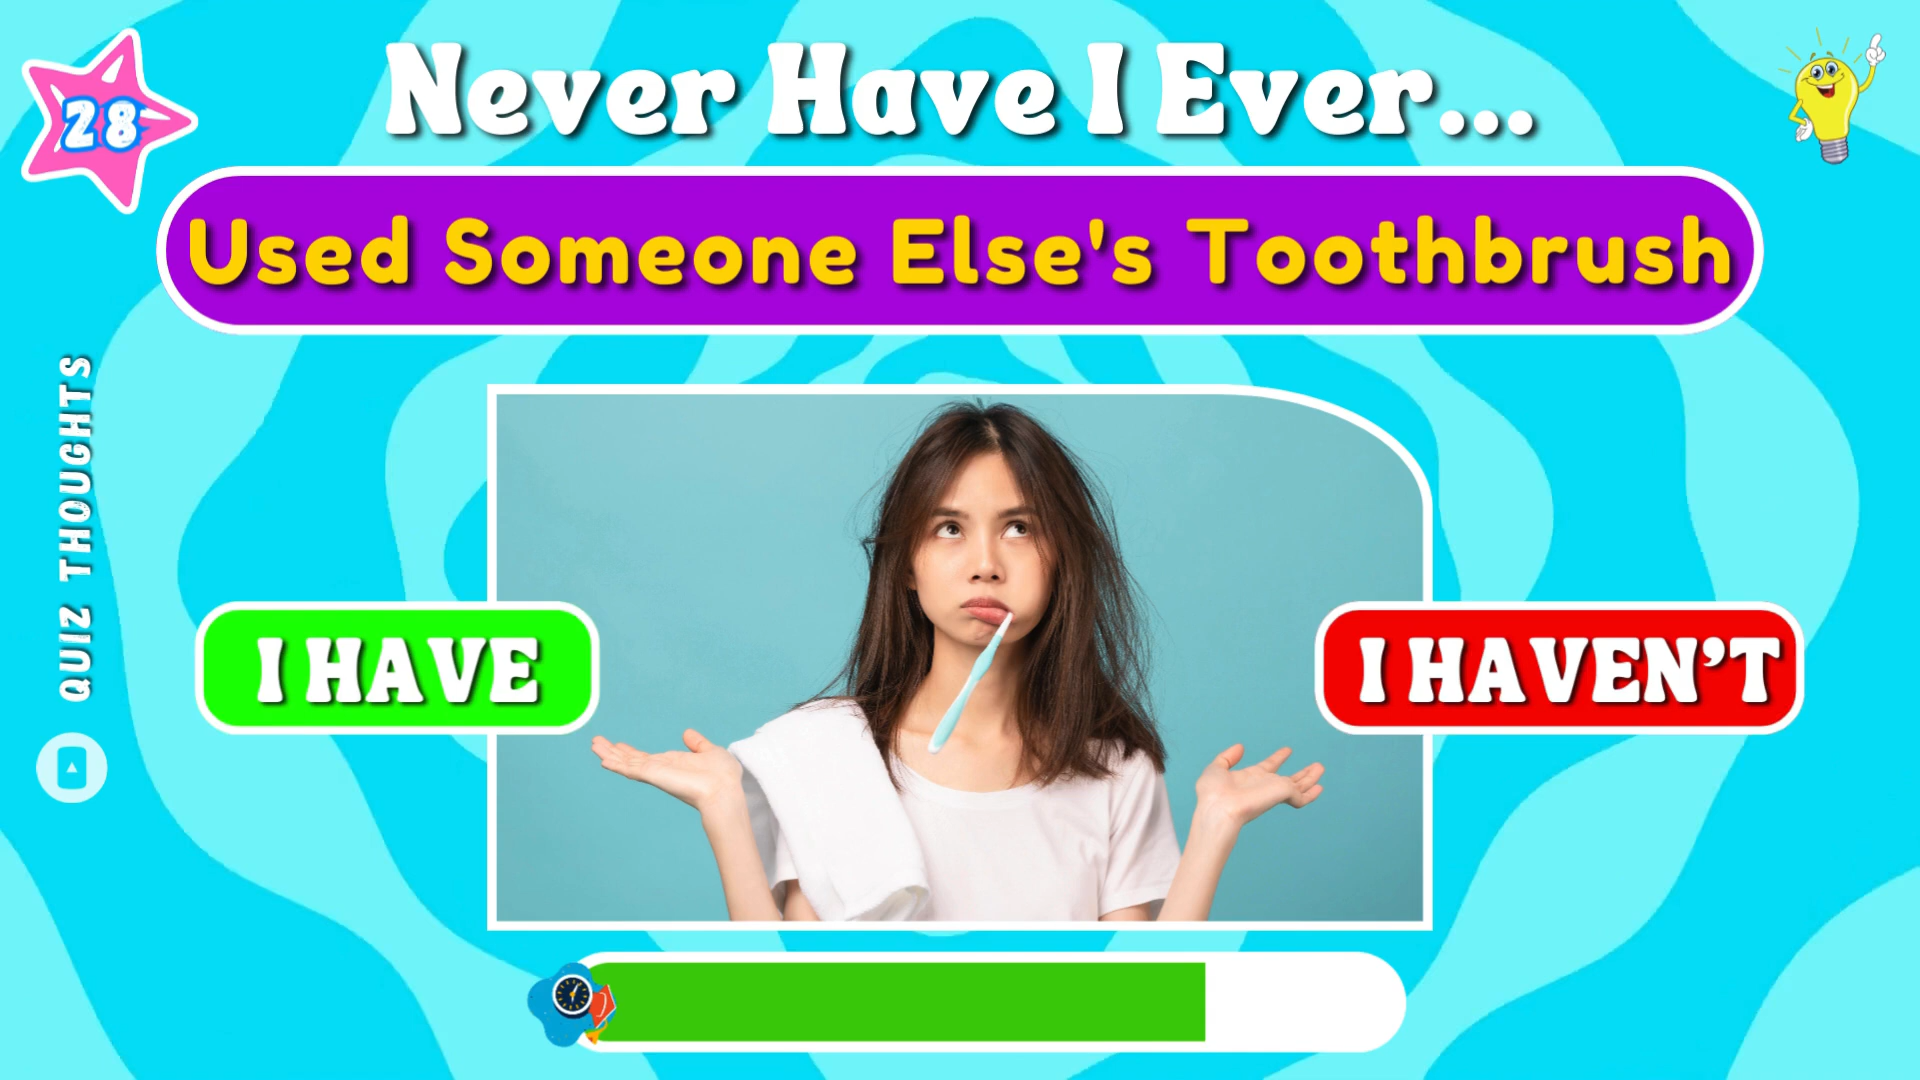 28
Never Have I Ever...
Used Someone Else's Toothbrush
QUIZ THOUGHTS
I HAVE
I HAVEN'T